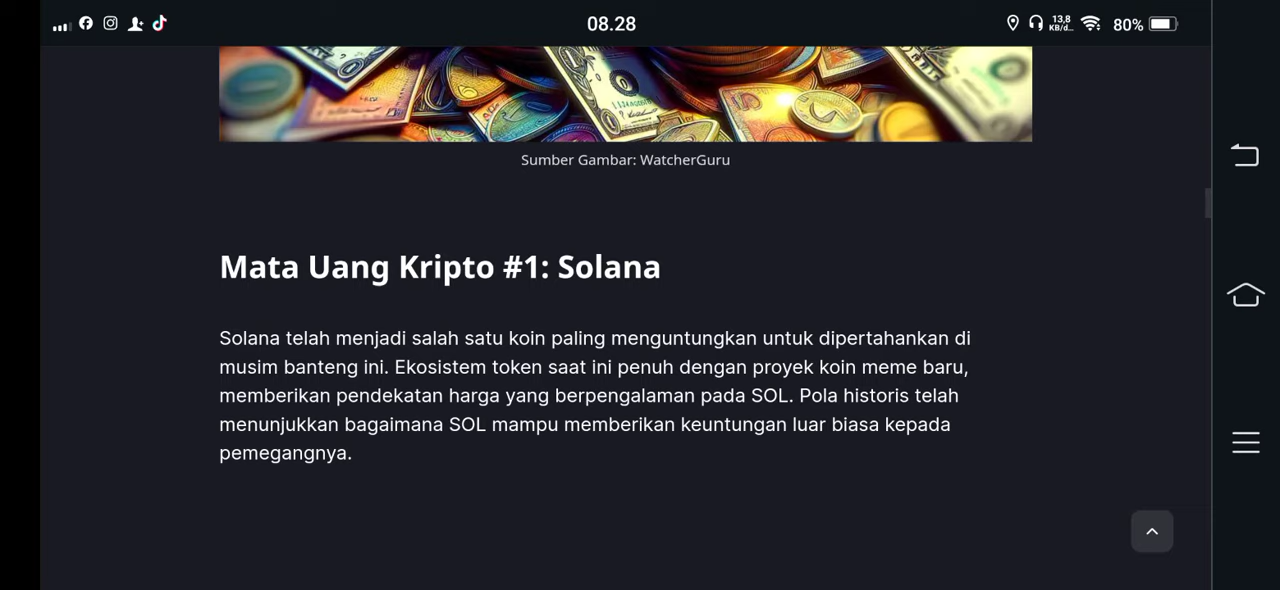 08.28
13,8
KB/d...
80%
Sumber Gambar: WatcherGuru
Mata Uang Kripto #1: Solana
Solana telah menjadi salah satu koin paling menguntungkan untuk dipertahankan di
musim banteng ini. Ekosistem token saat ini penuh dengan proyek koin meme baru,
memberikan pendekatan harga yang berpengalaman pada SOL. Pola historis telah
menunjukkan bagaimana SOL mampu memberikan keuntungan luar biasa kepada
pemegangnya.